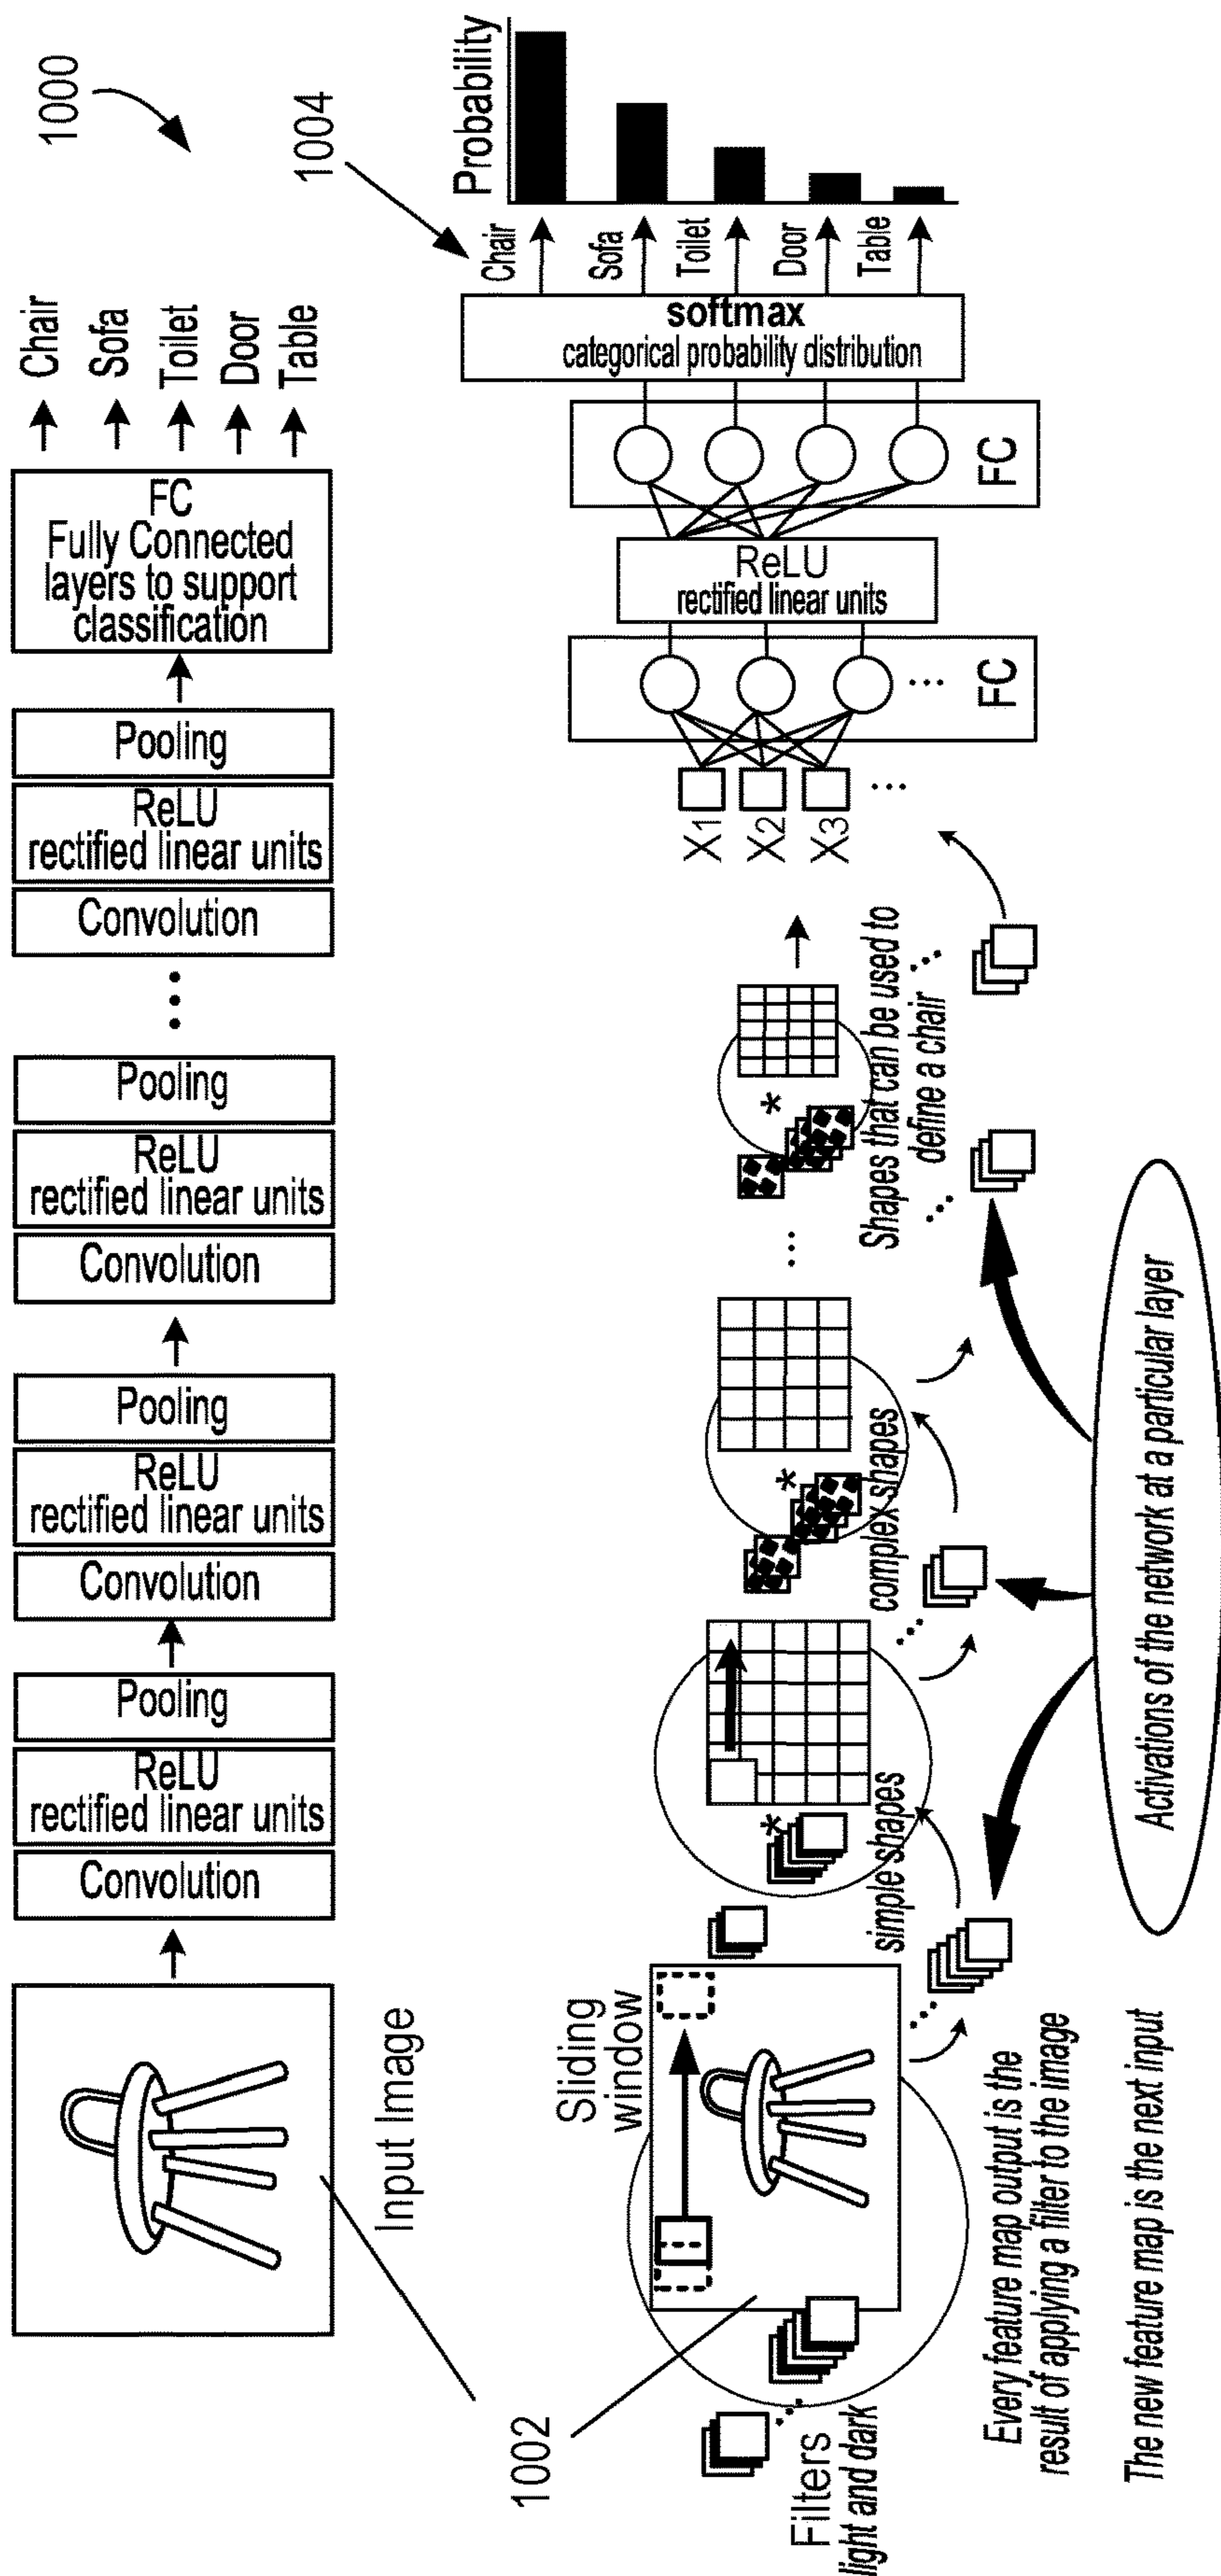 1000
Input Image
Convolution
ReLU
rectified linear units
Pooling
Convolution
ReLU
rectified linear units
Pooling
Convolution
ReLU
rectified linear units
Pooling
...
Convolution
ReLU
rectified linear units
Pooling
FC
Fully Connected
layers to support
classification
Chair
Sofa
Toilet
Door
Table
1002
1004
Filters
light and dark
Sliding
window
*
simple shapes
*
complex shapes
...
*
Shapes that can be used to
define a chair
X1
X2
X3
...
...
FC
ReLU
rectified linear units
FC
softmax
categorical probability distribution
Chair
Sofa
Toilet
Door
Table
Probability
Every feature map output is the
result of applying a filter to the image
The new feature map is the next input
Activations of the network at a particular layer